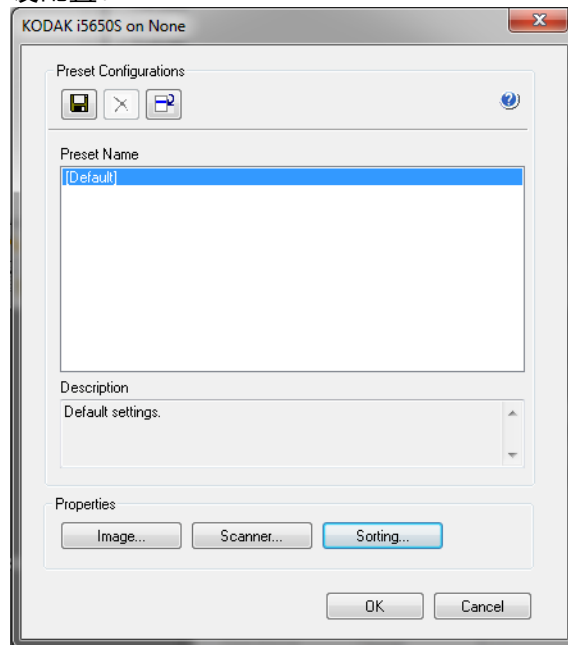 KODAK i5650S on None
Preset Configurations
Preset Name
[Default]
Description
Default settings.
Properties
Image... Scanner... Sorting...
OK Cancel